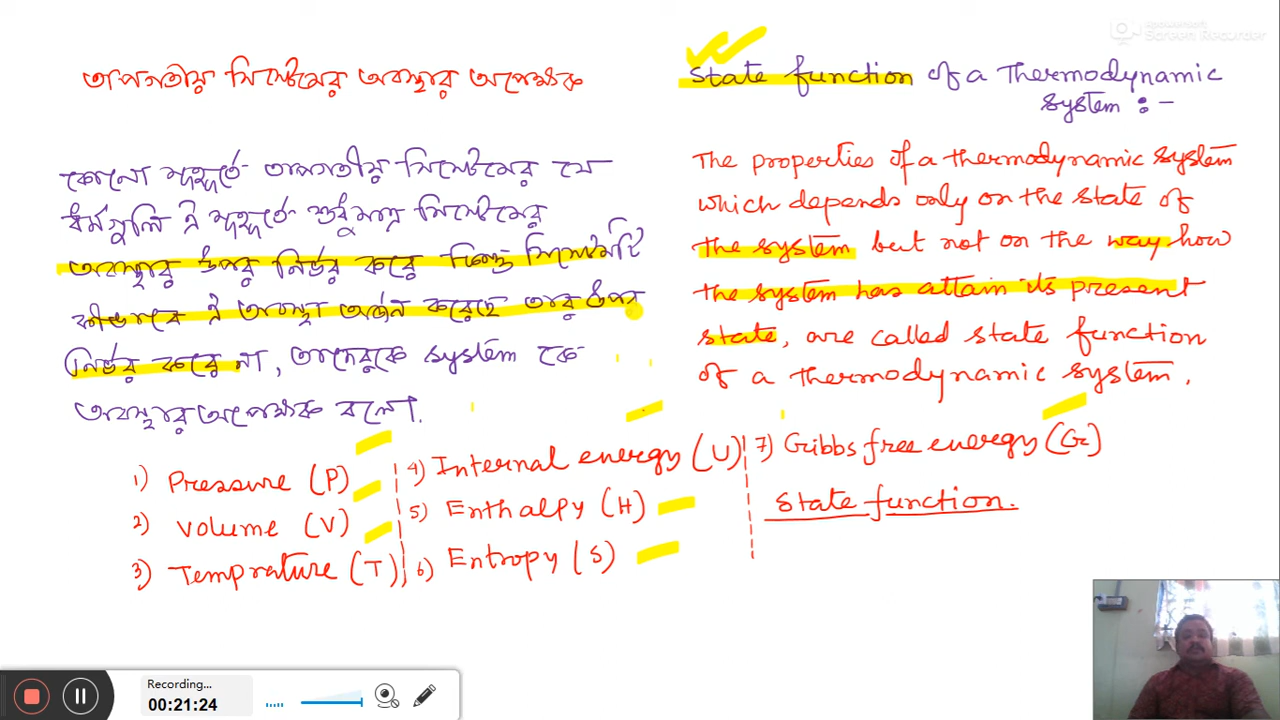 তাপগতীয় সিস্টেমের অবস্থার অপেক্ষক
কোনো মুহূর্তে তাপগতীয় সিস্টেমের যে
ধর্মগুলি ঐ মুহূর্তে শুধুমাত্র সিস্টেমের
অবস্থার উপর নির্ভর করে কিন্তু সিস্টেমটি
কীভাবে ঐ অবস্থা অর্জন করেছে তার উপর
নির্ভর করে না, তাদেরকে system কে
অবস্থার অপেক্ষক বলে।
State function of a Thermodynamic
system :-
The properties of a thermodynamic system
which depends only on the state of
the system but not on the way how
the system has attain its present
state, are called state function
of a thermodynamic system.
1) Pressure (P)
2) Volume (V)
3) Temprature (T)
4) Internal energy (U)
5) Enthalpy (H)
6) Entropy (S)
7) Gibbs free energy (G)
State function.
Screen Recorder
Recording...
00:21:24